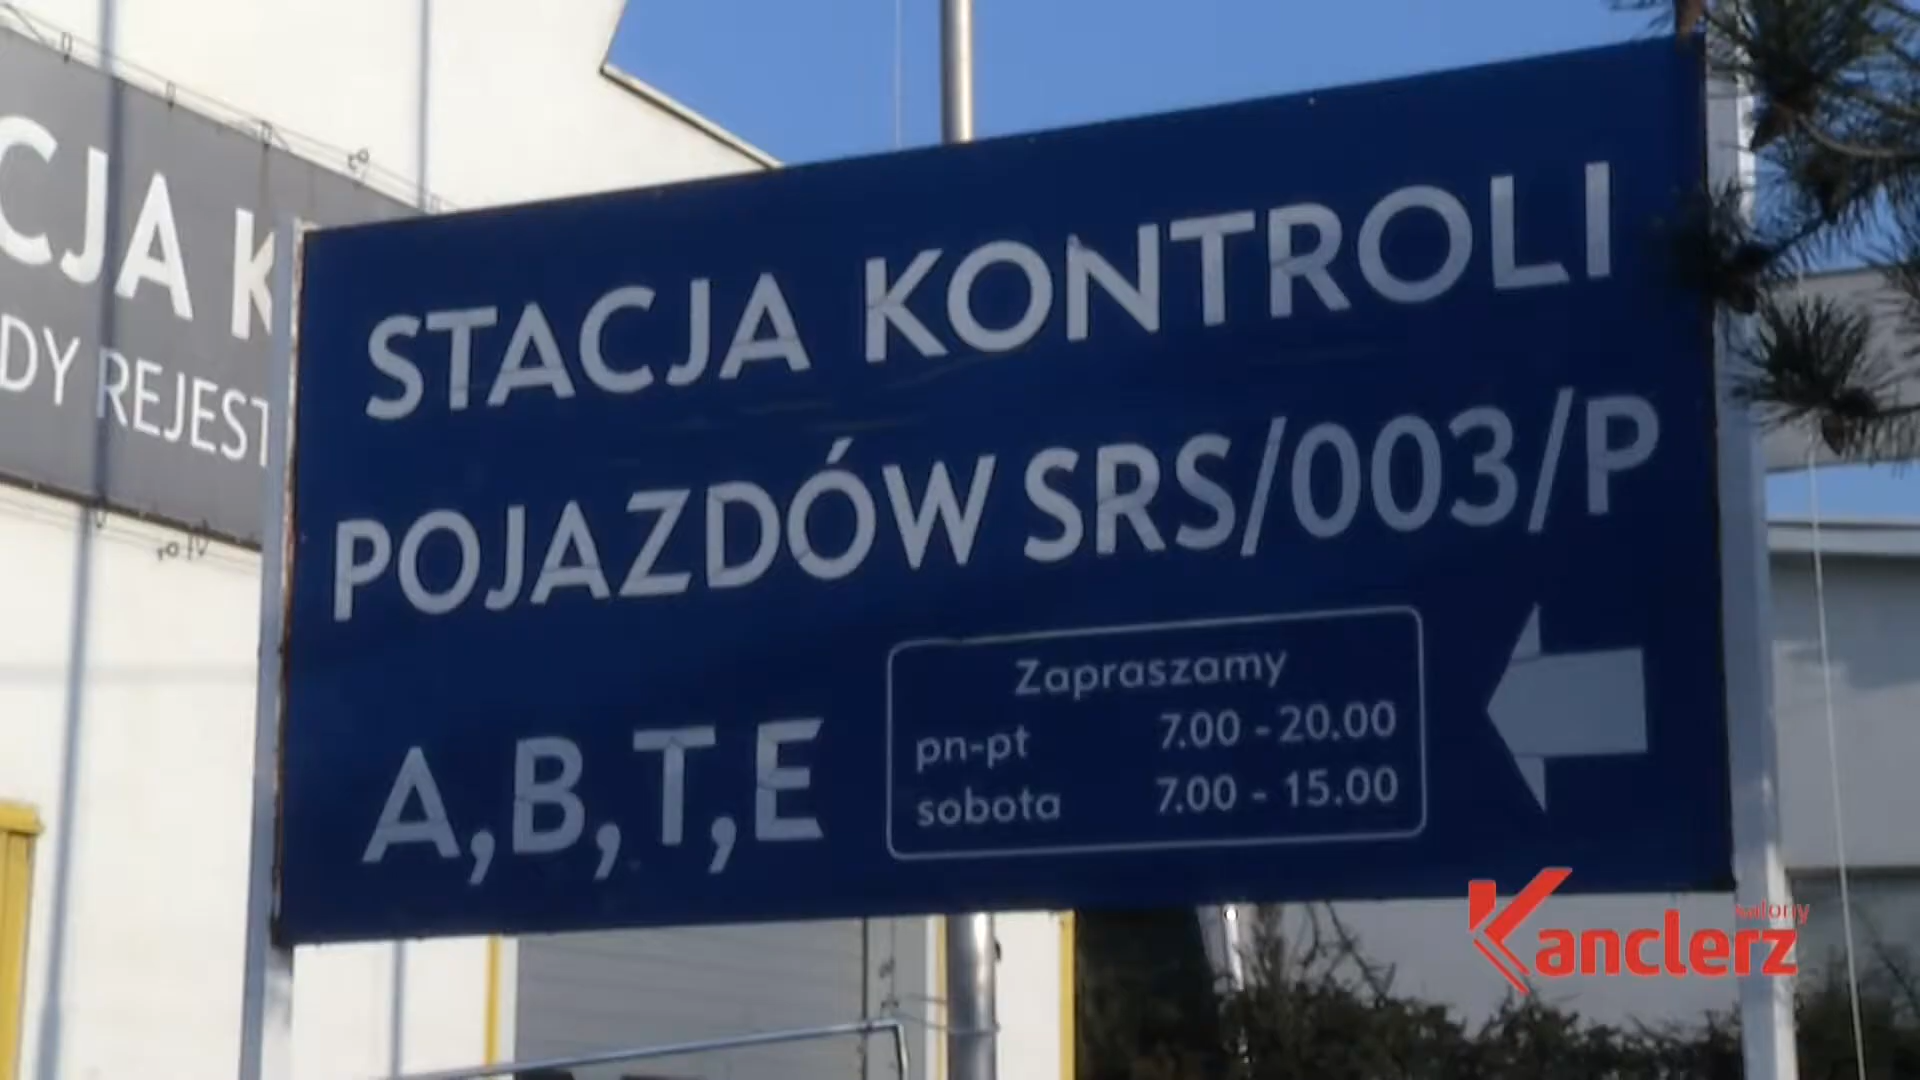 CJA K
DY REJEST
STACJA KONTROLI
POJAZDÓW SRS/003/P
A,B,T,E
Zapraszamy
pn-pt 7.00 - 20.00
sobota 7.00 - 15.00
salony
Kanclerz